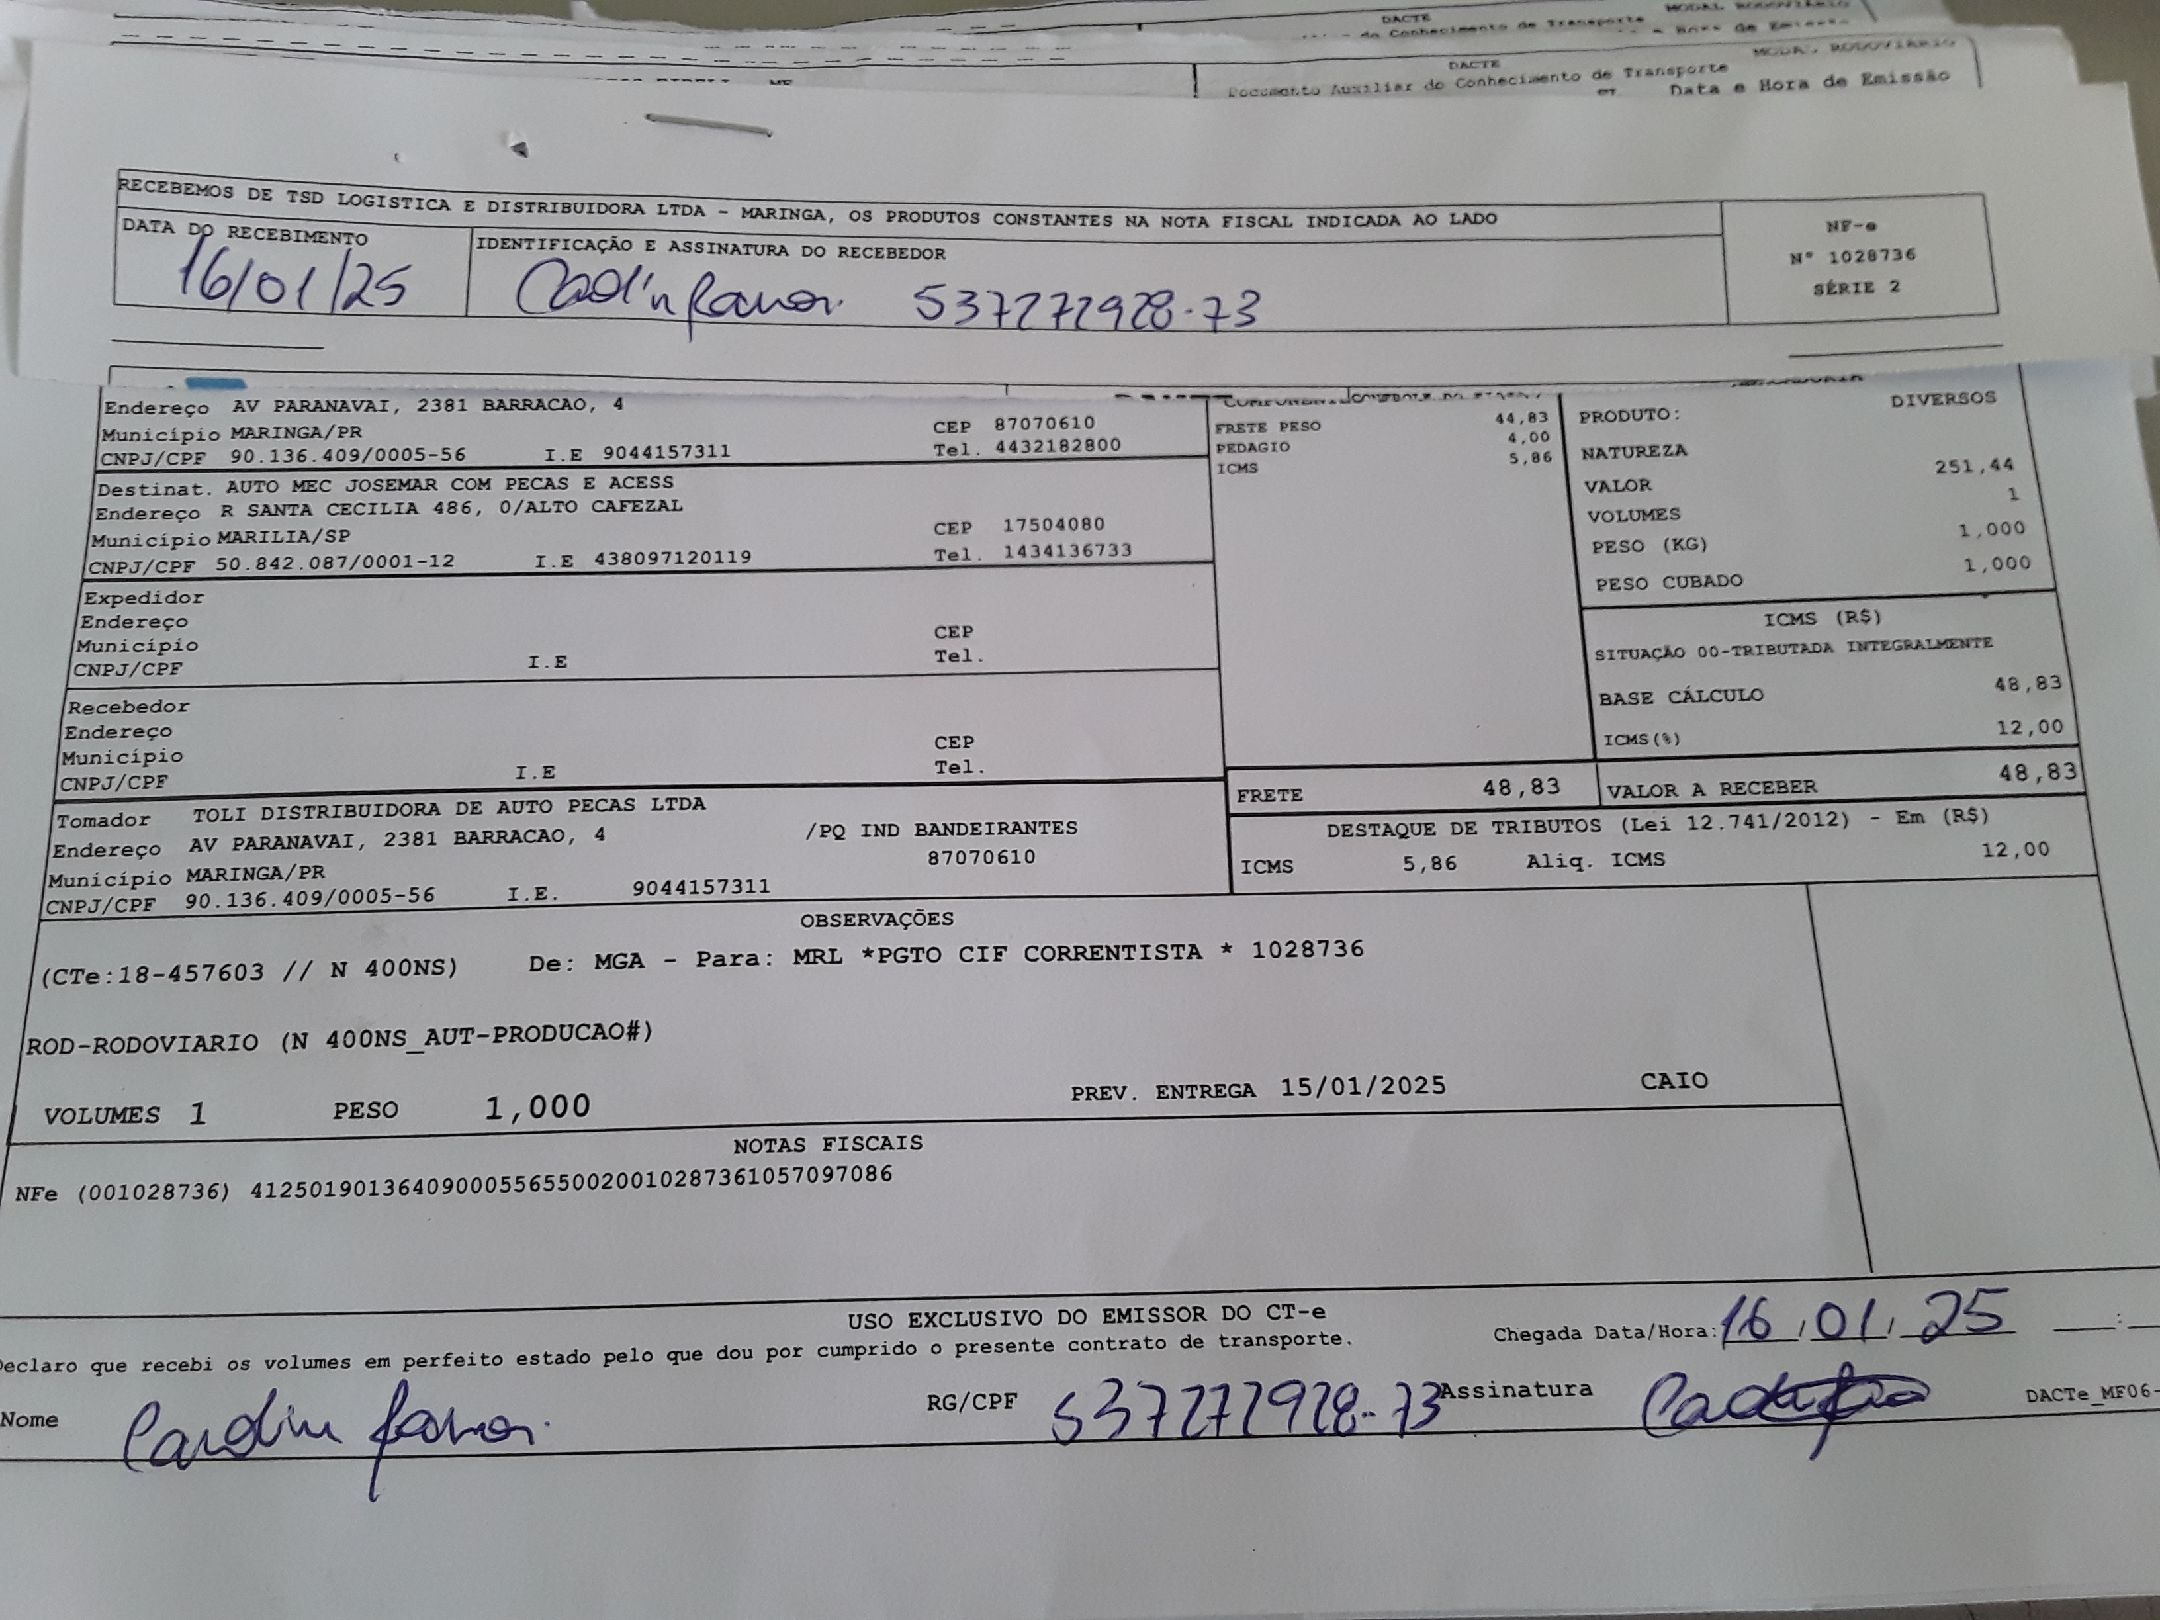 DACTE MODAL RODOVIÁRIO
do Conhecimento de Transporte
DACTE MODAL RODOVIÁRIO
Documento Auxiliar do Conhecimento de Transporte
Data e Hora de Emissão
RECEBEMOS DE TSD LOGISTICA E DISTRIBUIDORA LTDA - MARINGA, OS PRODUTOS CONSTANTES NA NOTA FISCAL INDICADA AO LADO
DATA DO RECEBIMENTO
16/01/25
IDENTIFICAÇÃO E ASSINATURA DO RECEBEDOR
537272928-73
NF-e
N° 1028736
SÉRIE 2
Endereço AV PARANAVAI, 2381 BARRACAO, 4
Município MARINGA/PR CEP 87070610
CNPJ/CPF 90.136.409/0005-56 I.E 9044157311 Tel. 4432182800
Destinat. AUTO MEC JOSEMAR COM PECAS E ACESS
Endereço R SANTA CECILIA 486, 0/ALTO CAFEZAL
Município MARILIA/SP CEP 17504080
CNPJ/CPF 50.842.087/0001-12 I.E 438097120119 Tel. 1434136733
Expedidor
Endereço
Município CEP
CNPJ/CPF I.E Tel.
Recebedor
Endereço
Município CEP
CNPJ/CPF I.E Tel.
Tomador TOLI DISTRIBUIDORA DE AUTO PECAS LTDA
Endereço AV PARANAVAI, 2381 BARRACAO, 4 /PQ IND BANDEIRANTES
Município MARINGA/PR 87070610
CNPJ/CPF 90.136.409/0005-56 I.E. 9044157311
FRETE PESO 44,83
PEDAGIO 4,00
ICMS 5,86
PRODUTO: DIVERSOS
NATUREZA
VALOR 251,44
VOLUMES 1
PESO (KG) 1,000
PESO CUBADO 1,000
ICMS (R$)
SITUAÇÃO 00-TRIBUTADA INTEGRALMENTE
BASE CÁLCULO 48,83
ICMS(%) 12,00
FRETE 48,83 VALOR A RECEBER 48,83
DESTAQUE DE TRIBUTOS (Lei 12.741/2012) - Em (R$)
ICMS 5,86 Aliq. ICMS 12,00
OBSERVAÇÕES
(CTe:18-457603 // N 400NS) De: MGA - Para: MRL *PGTO CIF CORRENTISTA * 1028736
ROD-RODOVIARIO (N 400NS_AUT-PRODUCAO#)
VOLUMES 1 PESO 1,000 PREV. ENTREGA 15/01/2025 CAIO
NOTAS FISCAIS
NFe (001028736) 41250190136409000556550020010287361057097086
USO EXCLUSIVO DO EMISSOR DO CT-e
Declaro que recebi os volumes em perfeito estado pelo que dou por cumprido o presente contrato de transporte. Chegada Data/Hora: 16/01/25 :
Nome RG/CPF 537272928-73 Assinatura DACTe_MF06-